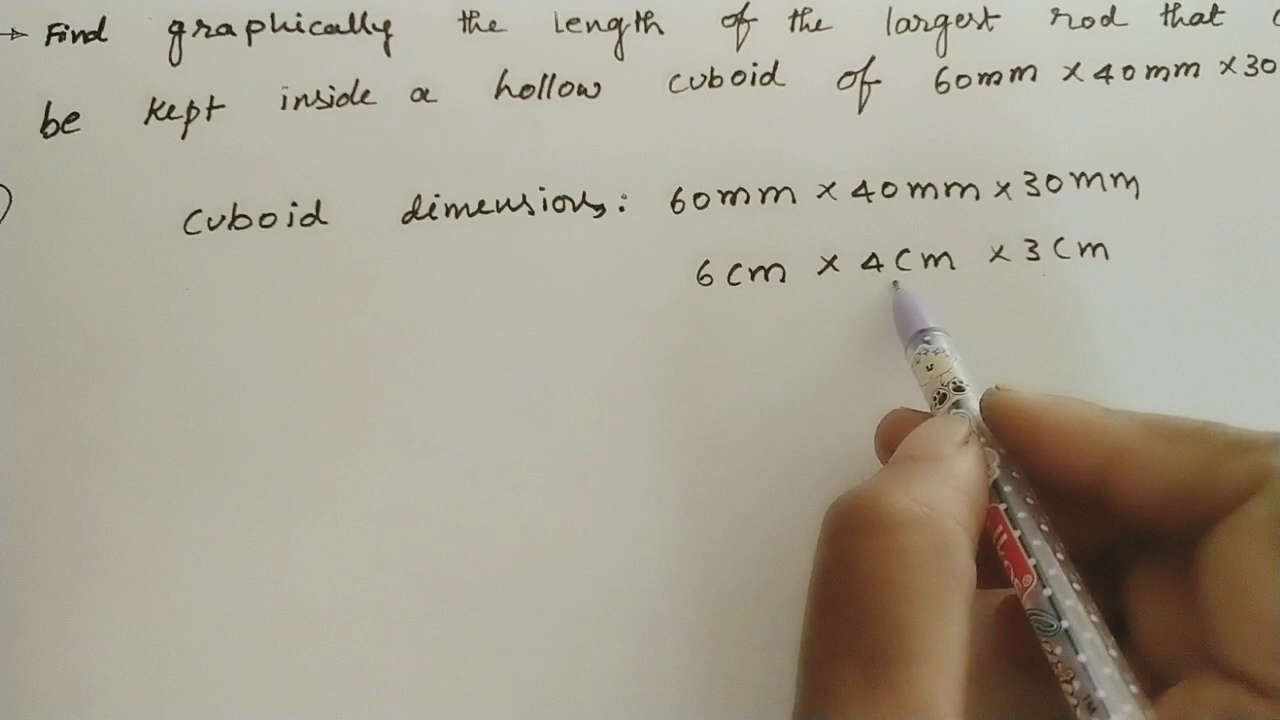 → Find graphically the length of the largest rod that
be kept inside a hollow cuboid of 60mm × 40mm × 30
Cuboid dimensions: 60mm × 40mm × 30mm
6cm × 4cm × 3cm